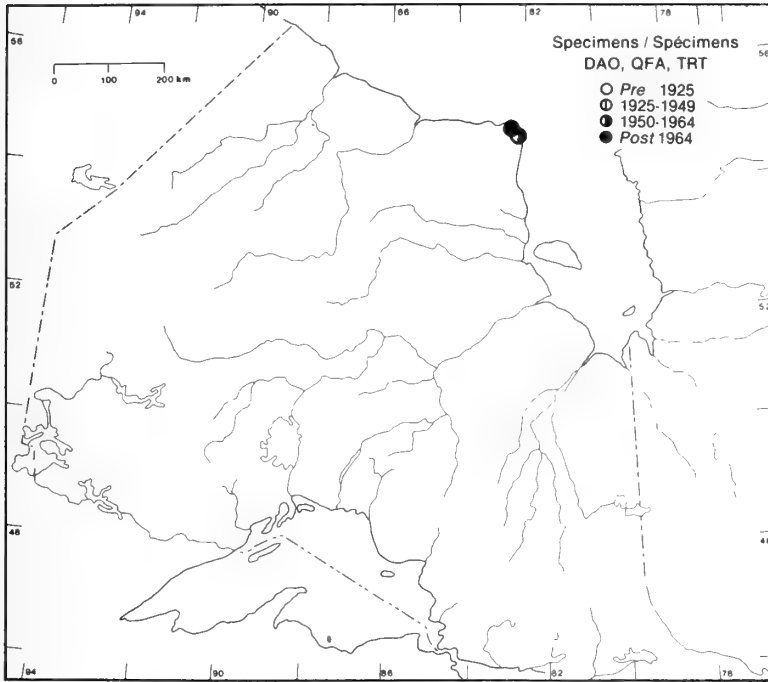 94 90 86 82 78
56 56
0 100 200 km
Specimens / Spécimens
DAO, QFA, TRT
Pre 1925
1925-1949
1950-1964
Post 1964
52 52
48 48
94 90 86 82 78